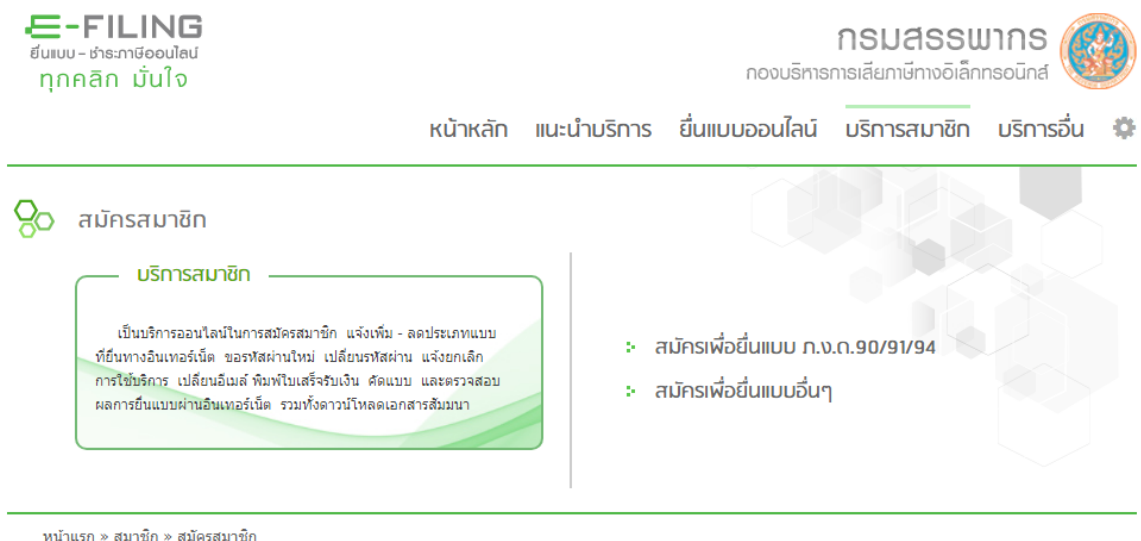 E-FILING
ยื่นแบบ - ชำระภาษีออนไลน์
ทุกคลิก มั่นใจ
กรมสรรพากร
กองบริหารการเสียภาษีทางอิเล็กทรอนิกส์
หน้าหลัก แนะนำบริการ ยื่นแบบออนไลน์ บริการสมาชิก บริการอื่น
สมัครสมาชิก
บริการสมาชิก
เป็นบริการออนไลน์ในการสมัครสมาชิก แจ้งเพิ่ม - ลดประเภทแบบ
ที่ยื่นทางอินเทอร์เน็ต ขอรหัสผ่านใหม่ เปลี่ยนรหัสผ่าน แจ้งยกเลิก
การใช้บริการ เปลี่ยนอีเมล์ พิมพ์ใบเสร็จรับเงิน คัดแบบ และตรวจสอบ
ผลการยื่นแบบผ่านอินเทอร์เน็ต รวมทั้งดาวน์โหลดเอกสารสัมมนา
สมัครเพื่อยื่นแบบ ภ.ง.ด.90/91/94
สมัครเพื่อยื่นแบบอื่นๆ
หน้าแรก » สมาชิก » สมัครสมาชิก